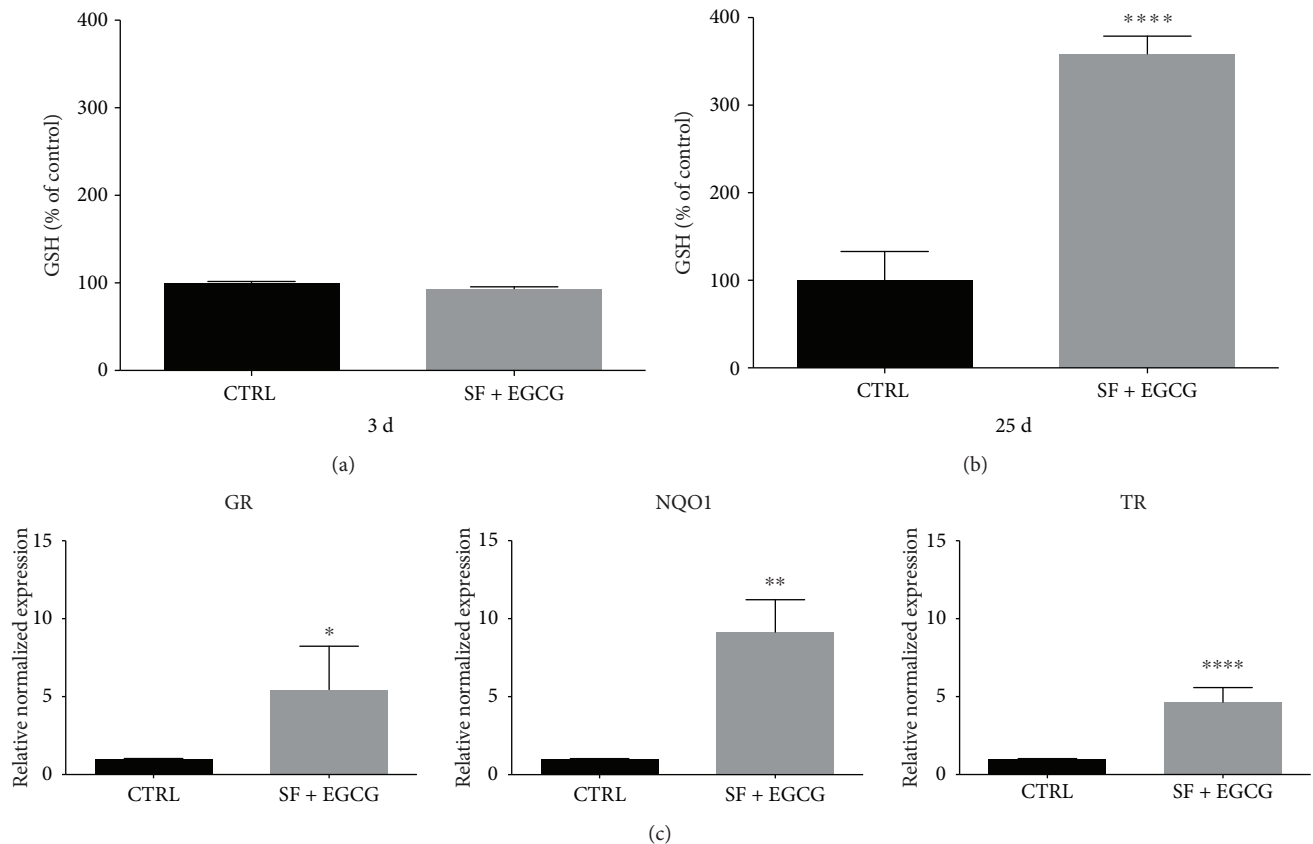 GSH (% of control)
400
300
200
100
0
CTRL
SF + EGCG
3 d
(a)
GSH (% of control)
400
300
200
100
0
****
CTRL
SF + EGCG
25 d
(b)
GR
Relative normalized expression
15
10
5
0
*
CTRL
SF + EGCG
NQO1
Relative normalized expression
15
10
5
0
**
CTRL
SF + EGCG
TR
Relative normalized expression
15
10
5
0
****
CTRL
SF + EGCG
(c)